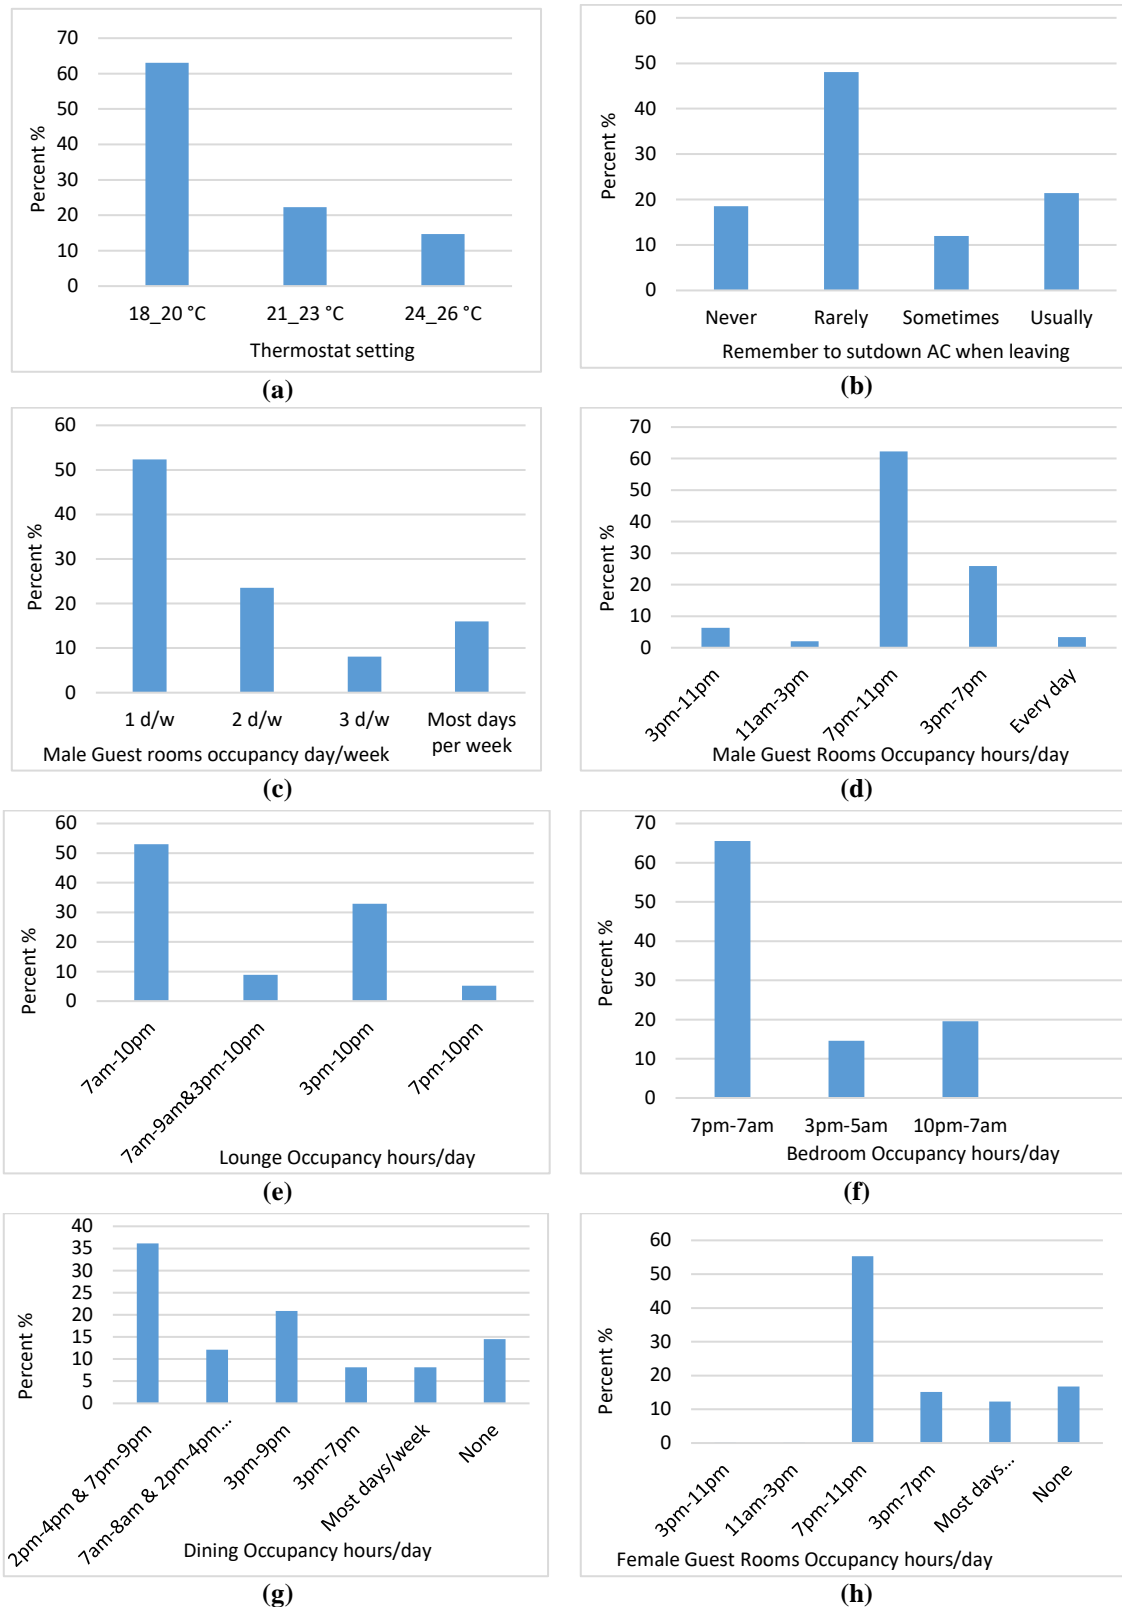 70
60
50
40
30
20
10
0
Percent %
18_20 °C 21_23 °C 24_26 °C
Thermostat setting
(a)
60
50
40
30
20
10
0
Percent %
Never Rarely Sometimes Usually
Remember to sutdown AC when leaving
(b)
60
50
40
30
20
10
0
Percent %
1 d/w 2 d/w 3 d/w Most days
per week
Male Guest rooms occupancy day/week
(c)
70
60
50
40
30
20
10
0
Percent %
3pm-11pm
11am-3pm
7pm-11pm
3pm-7pm
Every day
Male Guest Rooms Occupancy hours/day
(d)
60
50
40
30
20
10
0
Percent %
7am-10pm
7am-9am&3pm-10pm
3pm-10pm
7pm-10pm
Lounge Occupancy hours/day
(e)
70
60
50
40
30
20
10
0
Percent %
7pm-7am 3pm-5am 10pm-7am
Bedroom Occupancy hours/day
(f)
40
35
30
25
20
15
10
5
0
Percent %
2pm-4pm & 7pm-9pm
7am-8am & 2pm-4pm...
3pm-9pm
3pm-7pm
Most days/week
None
Dining Occupancy hours/day
(g)
60
50
40
30
20
10
0
Percent %
3pm-11pm
11am-3pm
7pm-11pm
3pm-7pm
Most days...
None
Female Guest Rooms Occupancy hours/day
(h)